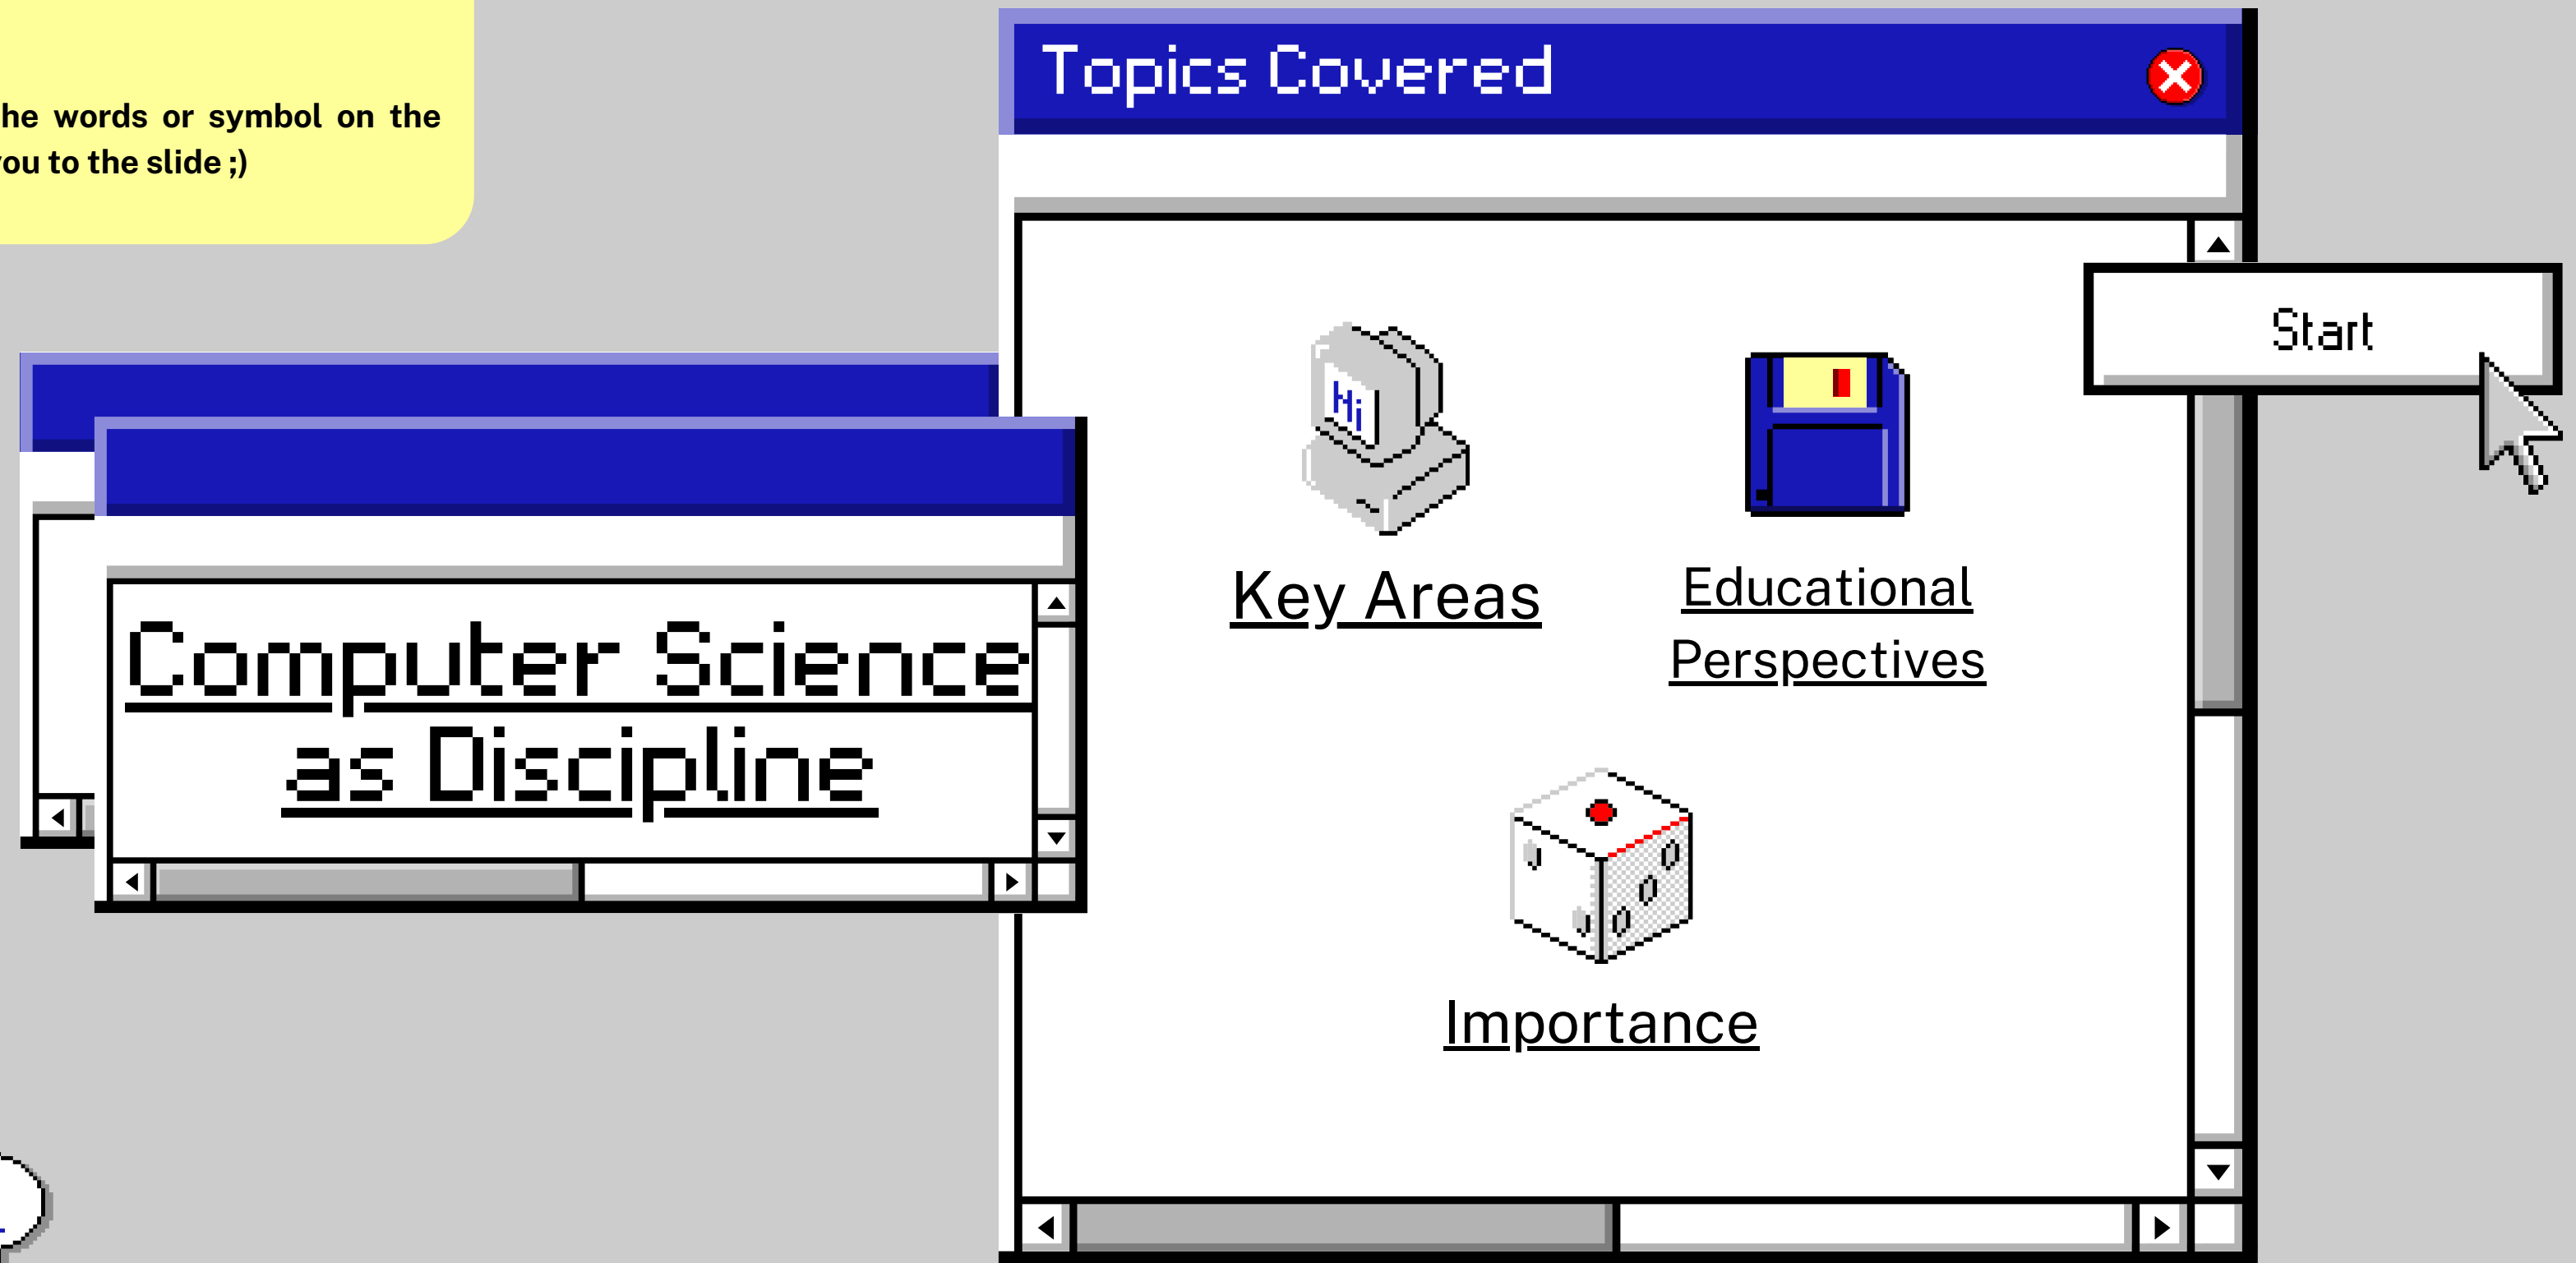 he words or symbol on the
ou to the slide ;)
Topics Covered
Start
Hi
Key Areas
Educational
Perspectives
Computer Science
as Discipline
Importance